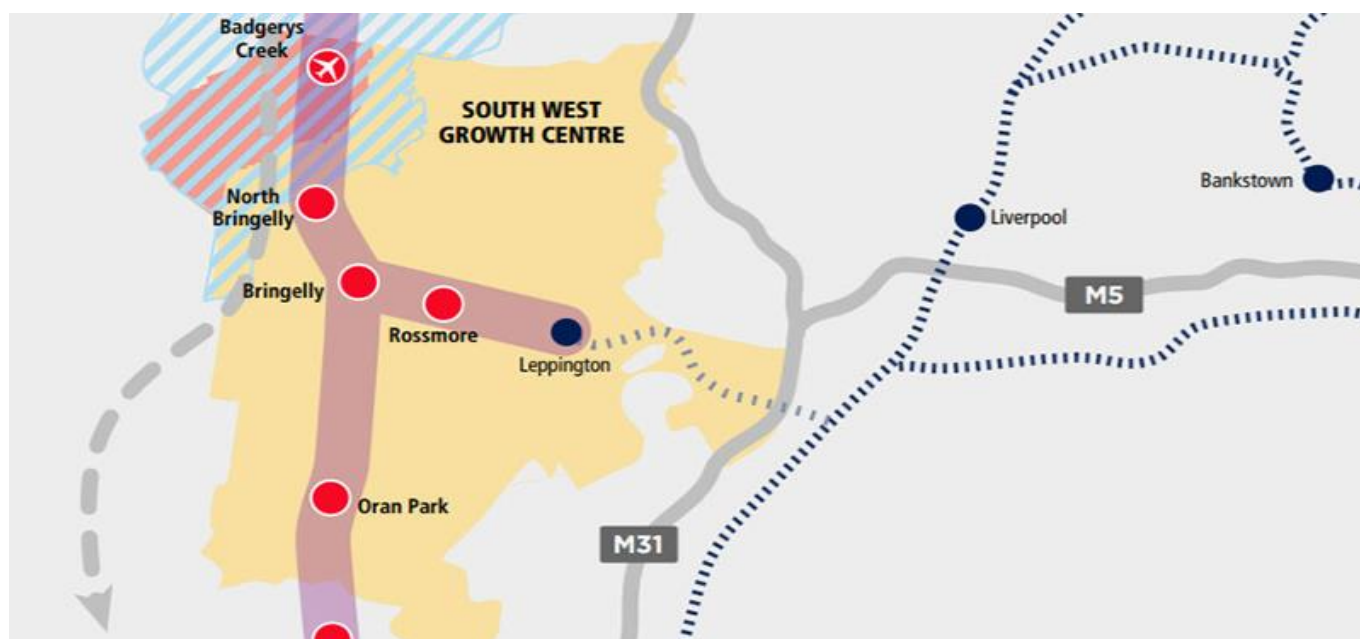 Badgerys
Creek
SOUTH WEST
GROWTH CENTRE
Bankstown
North
Bringelly
Liverpool
Bringelly
M5
Rossmore
Leppington
Oran Park
M31